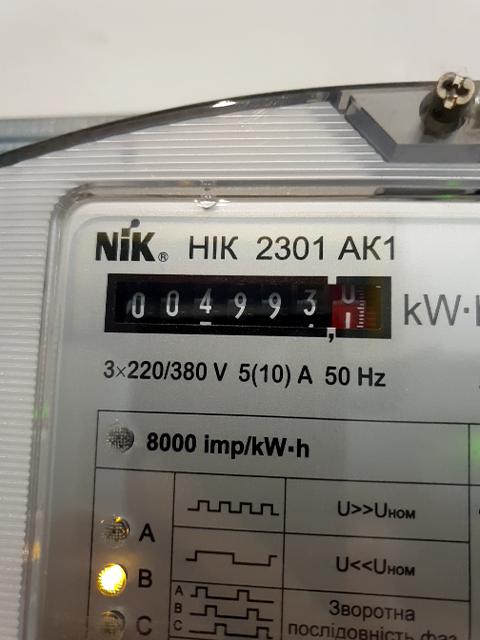 NiK® НІК 2301 АК1
004993,1 kW·h
3×220/380 V 5(10) A 50 Hz
8000 imp/kW·h
A
U>>Uном
B
U<<Uном
A
B
C
C
Зворотна
послідовність фаз